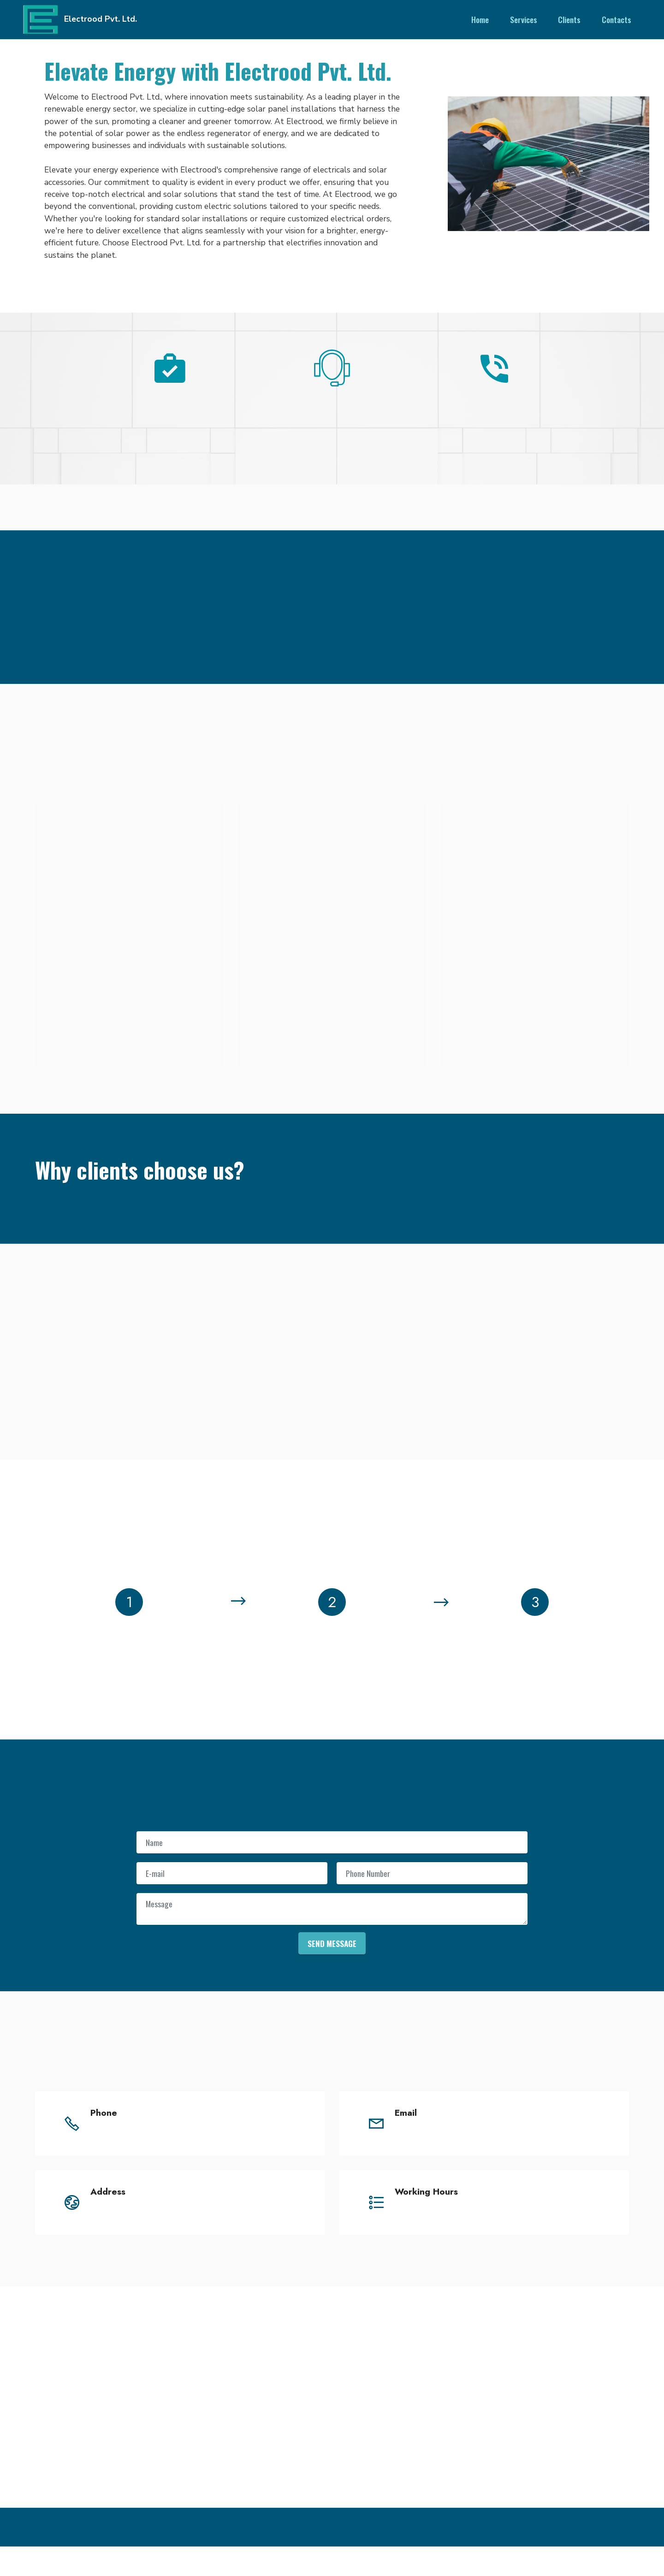 Electrood Pvt. Ltd.
Home
Services
Clients
Contacts
Elevate Energy with Electrood Pvt. Ltd.
Welcome to Electrood Pvt. Ltd., where innovation meets sustainability. As a leading player in the
renewable energy sector, we specialize in cutting-edge solar panel installations that harness the
power of the sun, promoting a cleaner and greener tomorrow. At Electrood, we firmly believe in
the potential of solar power as the endless regenerator of energy, and we are dedicated to
empowering businesses and individuals with sustainable solutions.
Elevate your energy experience with Electrood's comprehensive range of electricals and solar
accessories. Our commitment to quality is evident in every product we offer, ensuring that you
receive top-notch electrical and solar solutions that stand the test of time. At Electrood, we go
beyond the conventional, providing custom electric solutions tailored to your specific needs.
Whether you're looking for standard solar installations or require customized electrical orders,
we're here to deliver excellence that aligns seamlessly with your vision for a brighter, energy-
efficient future. Choose Electrood Pvt. Ltd. for a partnership that electrifies innovation and
sustains the planet.
Why clients choose us?
1
2
3
Name
E-mail
Phone Number
Message
SEND MESSAGE
Phone
Email
Address
Working Hours